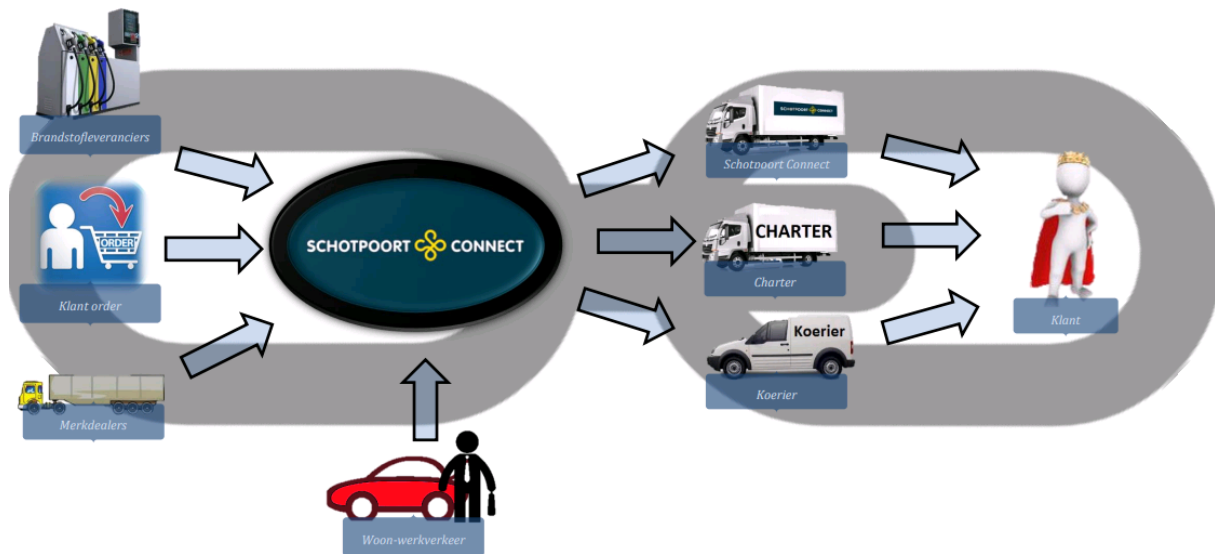 Brandstofleveranciers
ORDER
Klant order
Merkdealers
SCHOTPOORT CONNECT
Woon-werkverkeer
SCHOTPOORT CONNECT
Schotpoort Connect
CHARTER
Charter
Koerier
Koerier
Klant